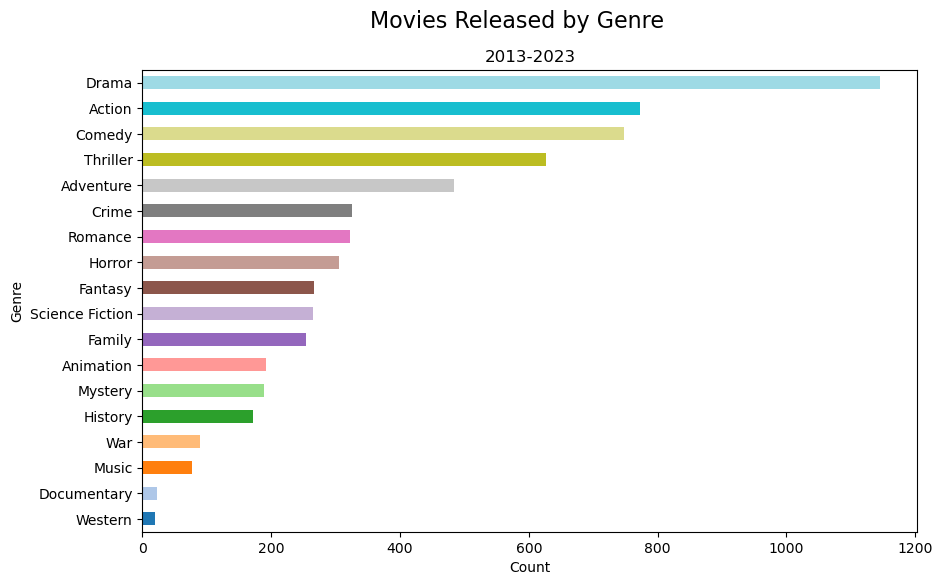 Movies Released by Genre
2013-2023
Drama
Action
Comedy
Thriller
Adventure
Crime
Romance
Horror
Fantasy
Science Fiction
Family
Animation
Mystery
History
War
Music
Documentary
Western
Genre
0 200 400 600 800 1000 1200
Count